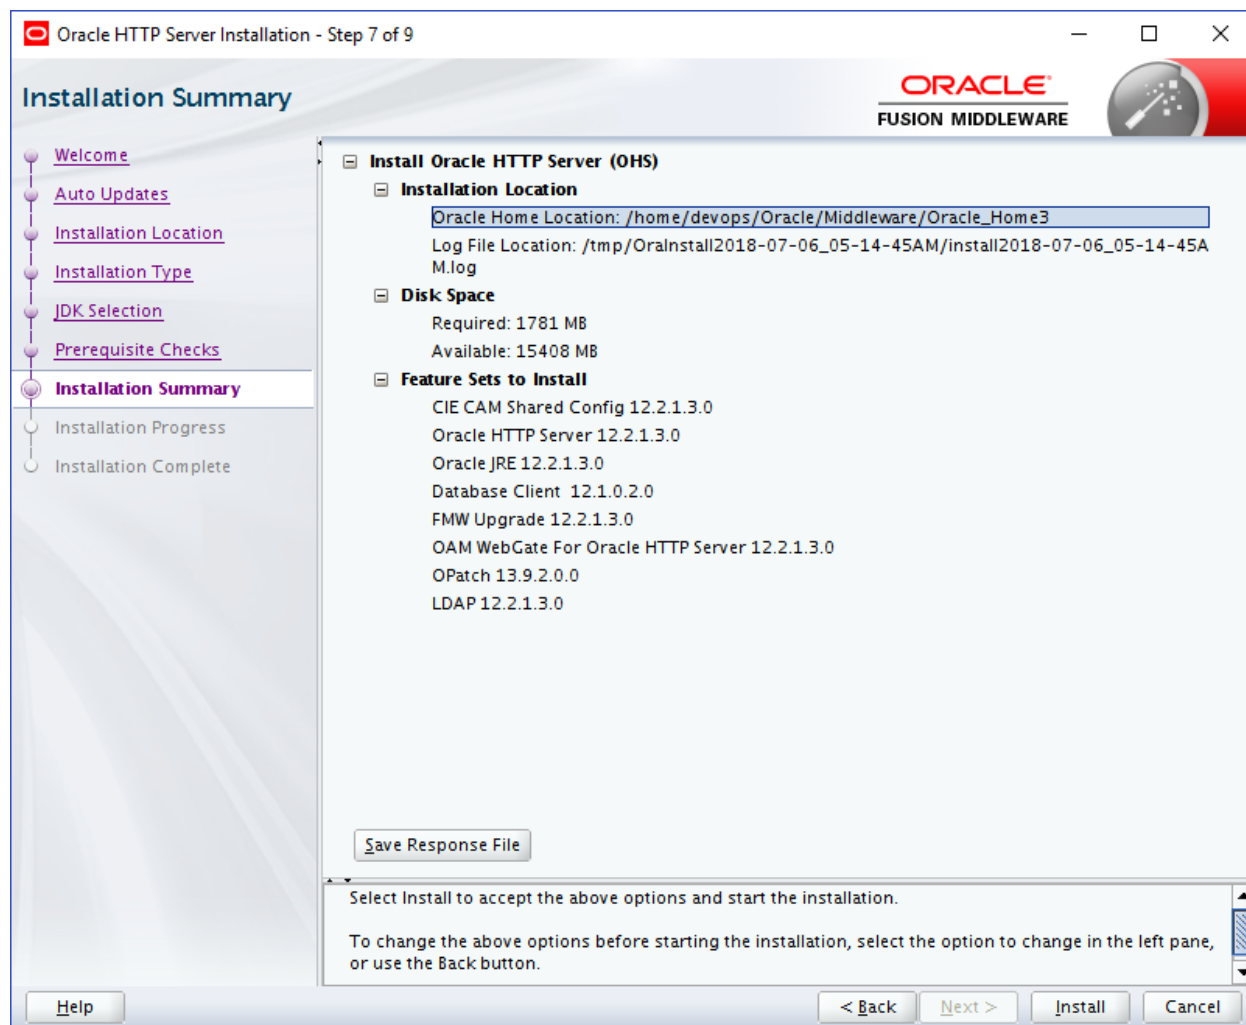 Oracle HTTP Server Installation - Step 7 of 9
Installation Summary
ORACLE
FUSION MIDDLEWARE
Welcome
Auto Updates
Installation Location
Installation Type
JDK Selection
Prerequisite Checks
Installation Summary
Installation Progress
Installation Complete
Install Oracle HTTP Server (OHS)
Installation Location
Oracle Home Location: /home/devops/Oracle/Middleware/Oracle_Home3
Log File Location: /tmp/OraInstall2018-07-06_05-14-45AM/install2018-07-06_05-14-45A
M.log
Disk Space
Required: 1781 MB
Available: 15408 MB
Feature Sets to Install
CIE CAM Shared Config 12.2.1.3.0
Oracle HTTP Server 12.2.1.3.0
Oracle JRE 12.2.1.3.0
Database Client  12.1.0.2.0
FMW Upgrade 12.2.1.3.0
OAM WebGate For Oracle HTTP Server 12.2.1.3.0
OPatch 13.9.2.0.0
LDAP 12.2.1.3.0
Save Response File
Select Install to accept the above options and start the installation.
To change the above options before starting the installation, select the option to change in the left pane,
or use the Back button.
Help
< Back
Next >
Install
Cancel